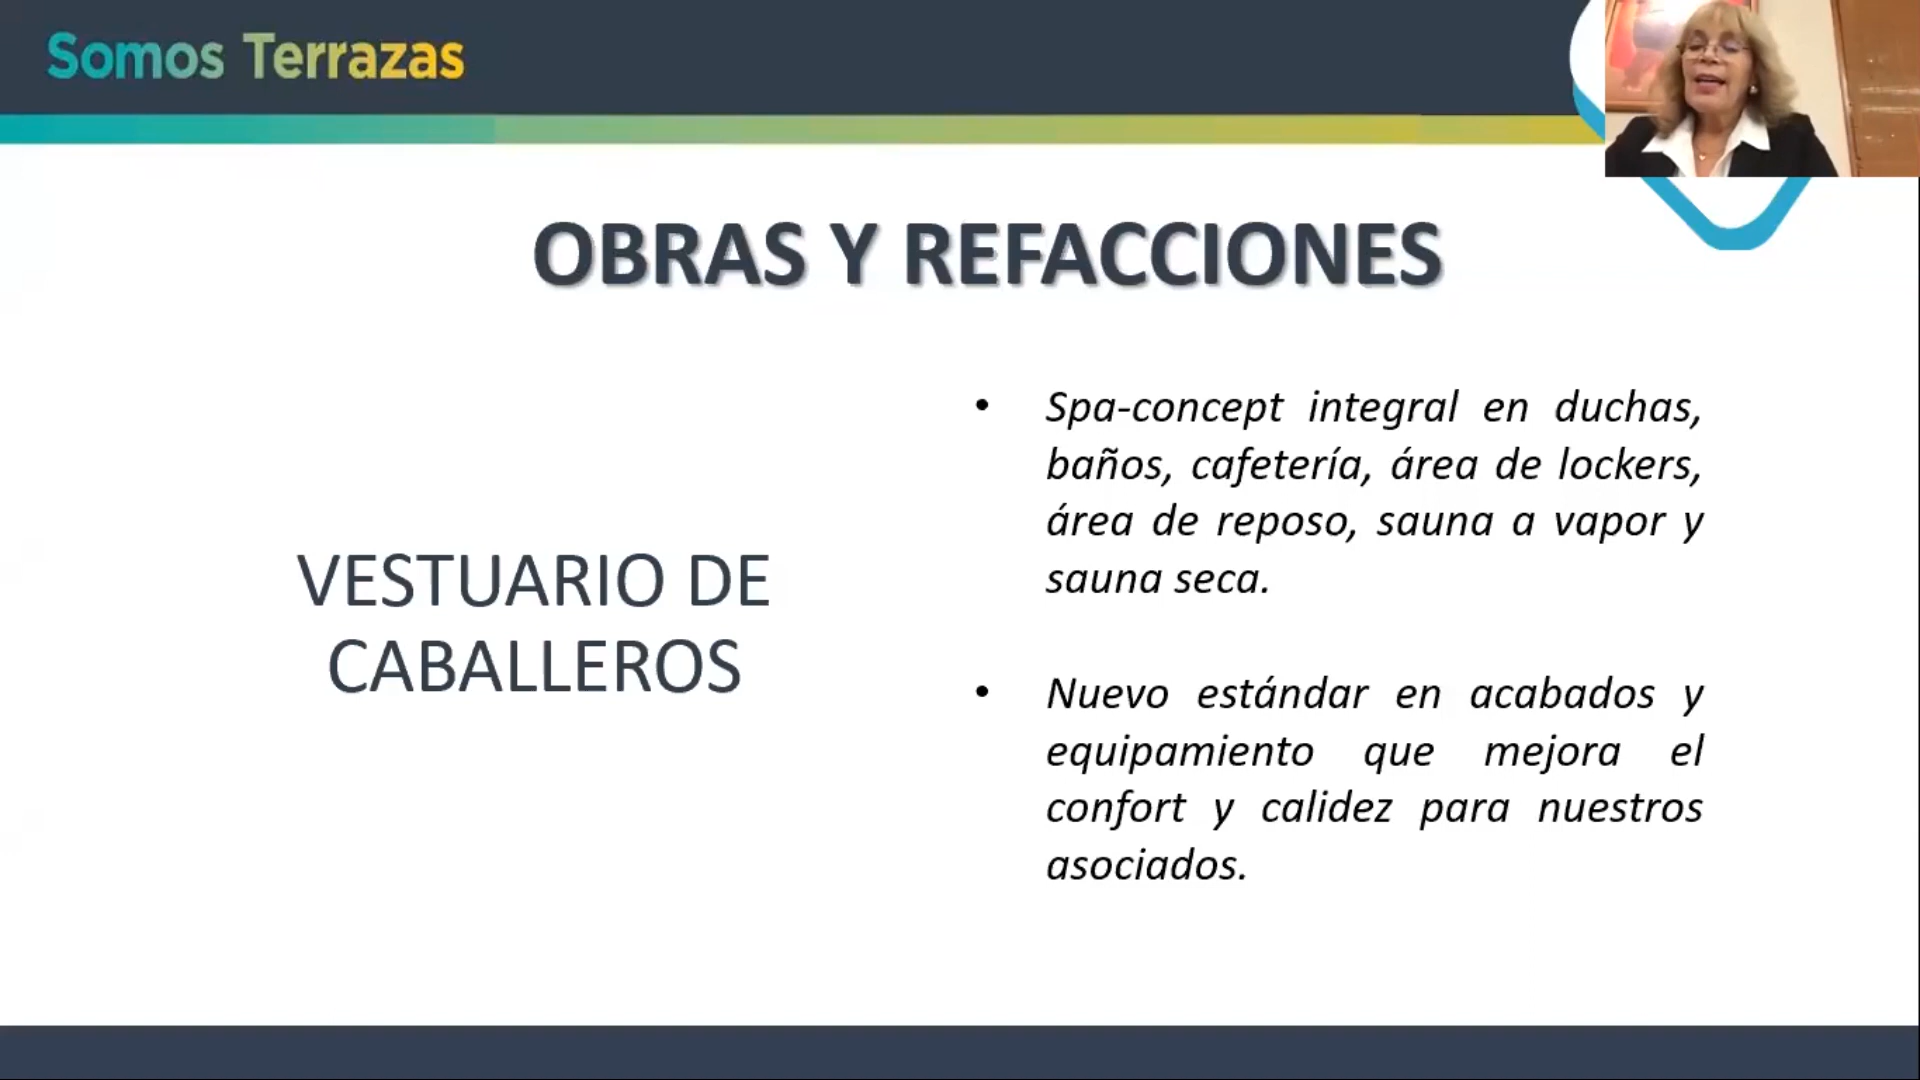 Somos Terrazas
OBRAS Y REFACCIONES
VESTUARIO DE
CABALLEROS
• Spa-concept integral en duchas,
baños, cafetería, área de lockers,
área de reposo, sauna a vapor y
sauna seca.
• Nuevo estándar en acabados y
equipamiento que mejora el
confort y calidez para nuestros
asociados.